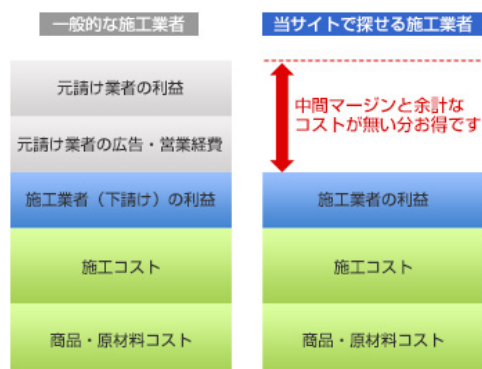 一般的な施工業者
元請け業者の利益
元請け業者の広告・営業経費
施工業者（下請け）の利益
施工コスト
商品・原材料コスト
当サイトで探せる施工業者
中間マージンと余計な
コストが無い分お得です
施工業者の利益
施工コスト
商品・原材料コスト